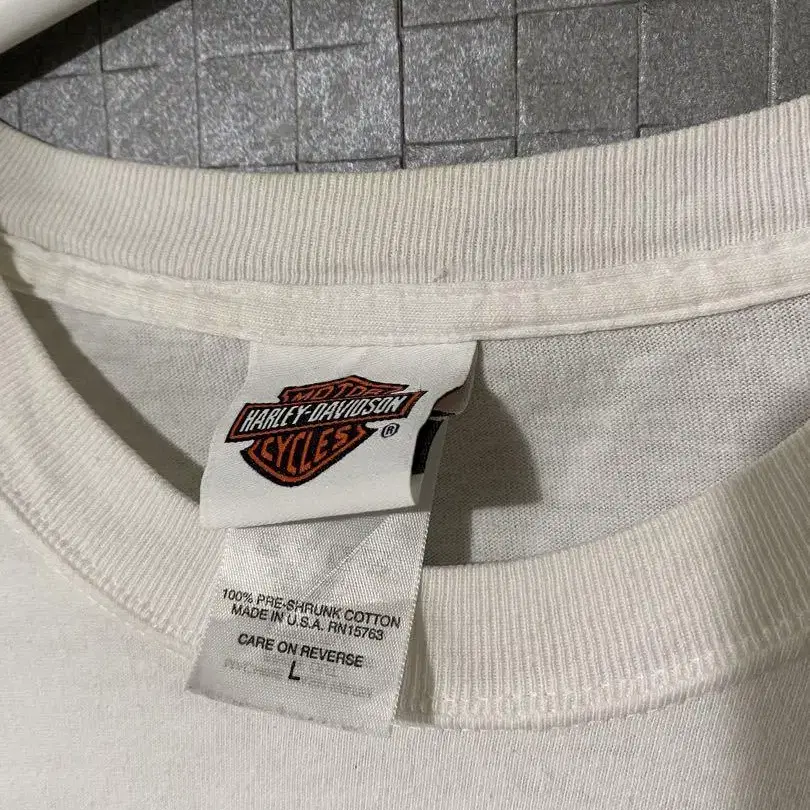 MOTOR
HARLEY-DAVIDSON
CYCLES
®
100% PRE-SHRUNK COTTON
MADE IN U.S.A. RN15763
CARE ON REVERSE
L